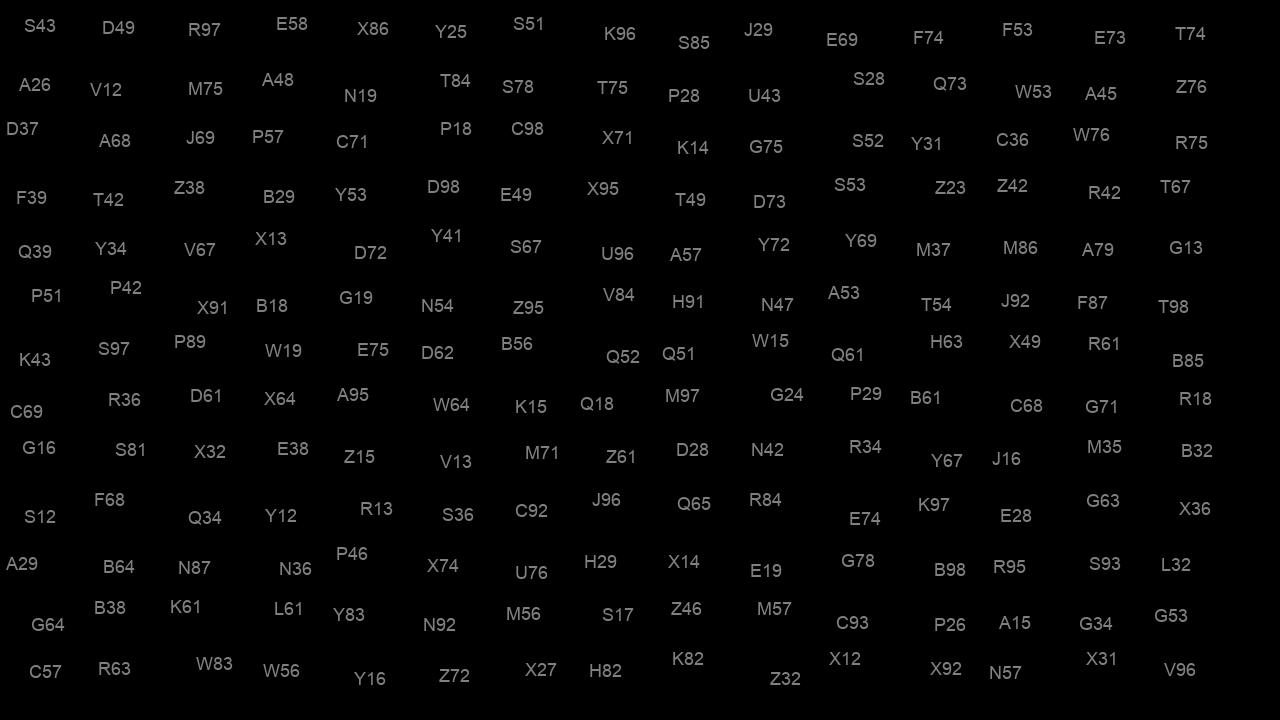 S43 D49 R97 E58 X86 Y25 S51 K96 S85 J29 E69 F74 F53 E73 T74
A26 V12 M75 A48 N19 T84 S78 T75 P28 U43 S28 Q73 W53 A45 Z76
D37 A68 J69 P57 C71 P18 C98 X71 K14 G75 S52 Y31 C36 W76 R75
F39 T42 Z38 B29 Y53 D98 E49 X95 T49 D73 S53 Z23 Z42 R42 T67
Q39 Y34 V67 X13 D72 Y41 S67 U96 A57 Y72 Y69 M37 M86 A79 G13
P51 P42 X91 B18 G19 N54 Z95 V84 H91 N47 A53 T54 J92 F87 T98
K43 S97 P89 W19 E75 D62 B56 Q52 Q51 W15 Q61 H63 X49 R61 B85
C69 R36 D61 X64 A95 W64 K15 Q18 M97 G24 P29 B61 C68 G71 R18
G16 S81 X32 E38 Z15 V13 M71 Z61 D28 N42 R34 Y67 J16 M35 B32
S12 F68 Q34 Y12 R13 S36 C92 J96 Q65 R84 E74 K97 E28 G63 X36
A29 B64 N87 N36 P46 X74 U76 H29 X14 E19 G78 B98 R95 S93 L32
G64 B38 K61 L61 Y83 N92 M56 S17 Z46 M57 C93 P26 A15 G34 G53
C57 R63 W83 W56 Y16 Z72 X27 H82 K82 Z32 X12 X92 N57 X31 V96